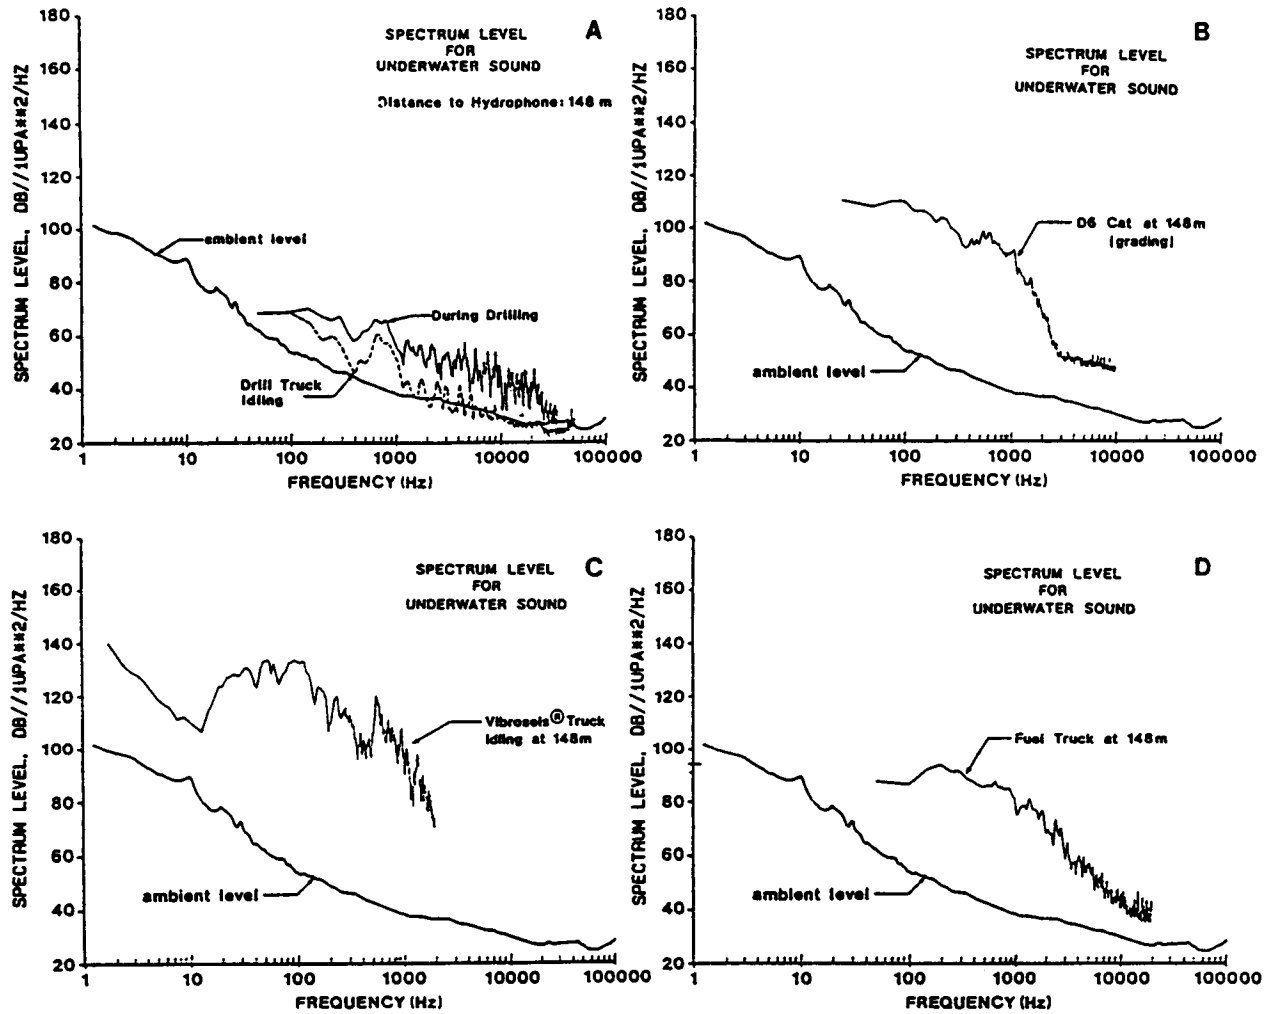 A
SPECTRUM LEVEL
FOR
UNDERWATER SOUND
Distance to Hydrophone: 148 m
SPECTRUM LEVEL, DB//1UPA**2/HZ
180
160
140
120
100
80
60
40
20
ambient level
During Drilling
Drill Truck
Idling
1 10 100 1000 10000 100000
FREQUENCY (Hz)
B
SPECTRUM LEVEL
FOR
UNDERWATER SOUND
SPECTRUM LEVEL, DB//1UPA**2/HZ
180
160
140
120
100
80
60
40
20
D6 Cat at 148m
(grading)
ambient level
1 10 100 1000 10000 100000
FREQUENCY (Hz)
C
SPECTRUM LEVEL
FOR
UNDERWATER SOUND
SPECTRUM LEVEL, DB//1UPA**2/HZ
180
160
140
120
100
80
60
40
20
Vibroseis® Truck
Idling at 148m
ambient level
1 10 100 1000 10000 100000
FREQUENCY (Hz)
D
SPECTRUM LEVEL
FOR
UNDERWATER SOUND
SPECTRUM LEVEL, DB//1UPA**2/HZ
180
160
140
120
100
80
60
40
20
Fuel Truck at 148m
ambient level
1 10 100 1000 10000 100000
FREQUENCY (Hz)